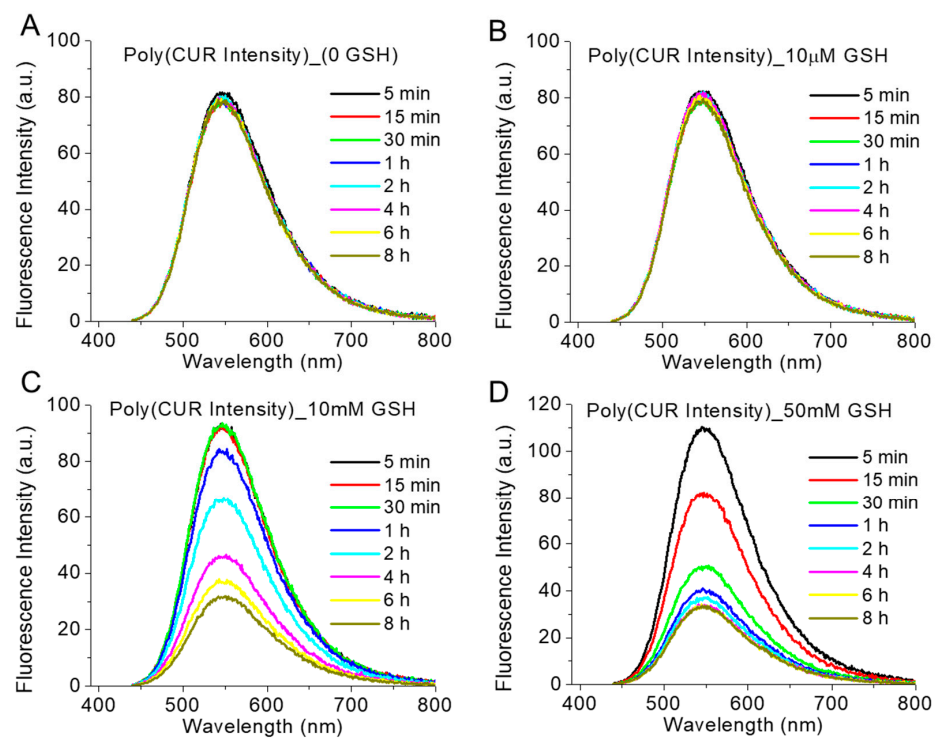 A
Poly(CUR Intensity)_(0 GSH)
Fluorescence Intensity (a.u.)
100
80
60
40
20
0
5 min
15 min
30 min
1 h
2 h
4 h
6 h
8 h
400 500 600 700 800
Wavelength (nm)
B
Poly(CUR Intensity)_10μM GSH
Fluorescence Intensity (a.u.)
100
80
60
40
20
0
5 min
15 min
30 min
1 h
2 h
4 h
6 h
8 h
400 500 600 700 800
Wavelength (nm)
C
Poly(CUR Intensity)_10mM GSH
Fluorescence Intensity (a.u.)
100
80
60
40
20
0
5 min
15 min
30 min
1 h
2 h
4 h
6 h
8 h
400 500 600 700 800
Wavelength (nm)
D
Poly(CUR Intensity)_50mM GSH
Fluorescence Intensity (a.u.)
120
100
80
60
40
20
0
5 min
15 min
30 min
1 h
2 h
4 h
6 h
8 h
400 500 600 700 800
Wavelength (nm)